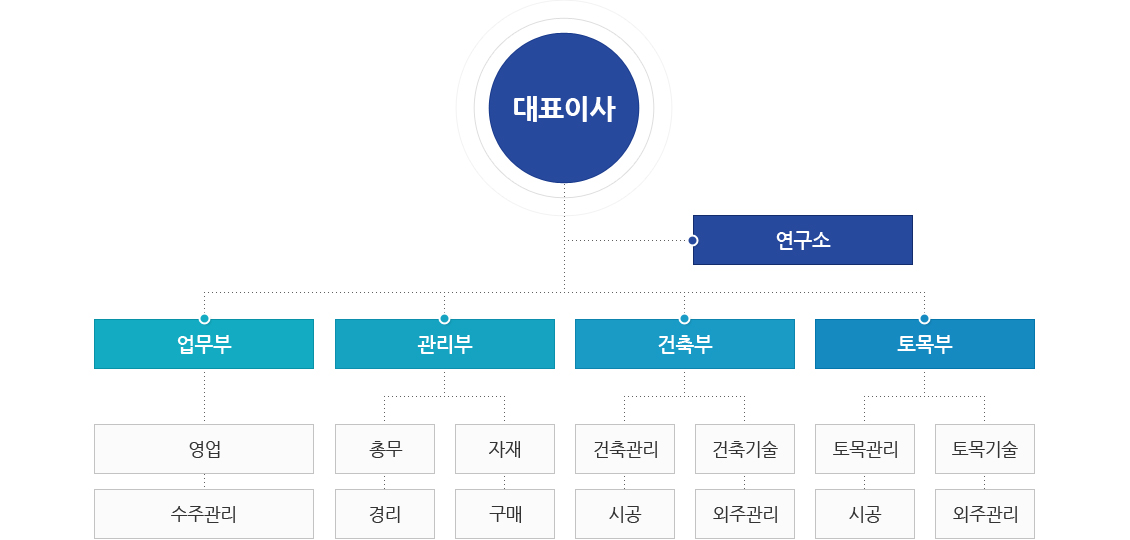 대표이사
연구소
업무부
관리부
건축부
토목부
영업
총무
자재
건축관리
건축기술
토목관리
토목기술
수주관리
경리
구매
시공
외주관리
시공
외주관리